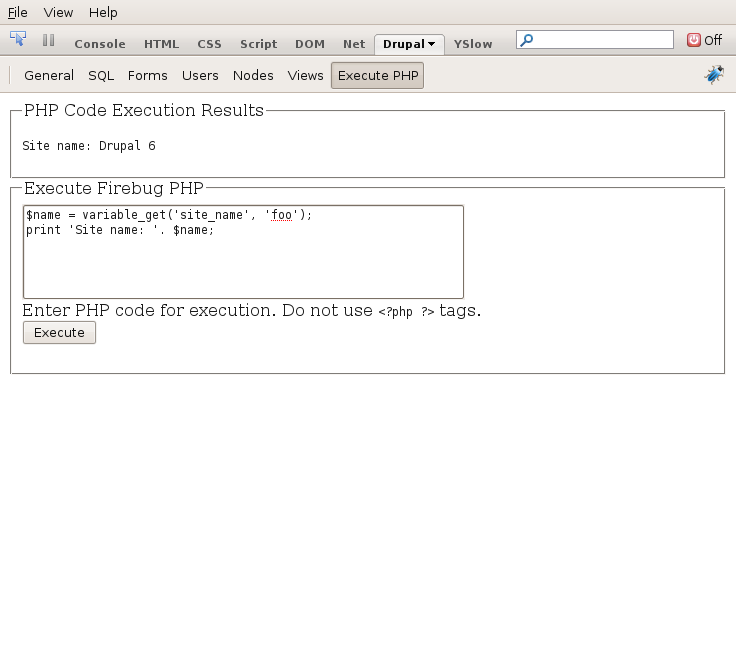 File View Help
Console HTML CSS Script DOM Net Drupal YSlow Off
General SQL Forms Users Nodes Views Execute PHP
PHP Code Execution Results
Site name: Drupal 6
Execute Firebug PHP
$name = variable_get('site_name', 'foo');
print 'Site name: '. $name;
Enter PHP code for execution. Do not use <?php ?> tags.
Execute